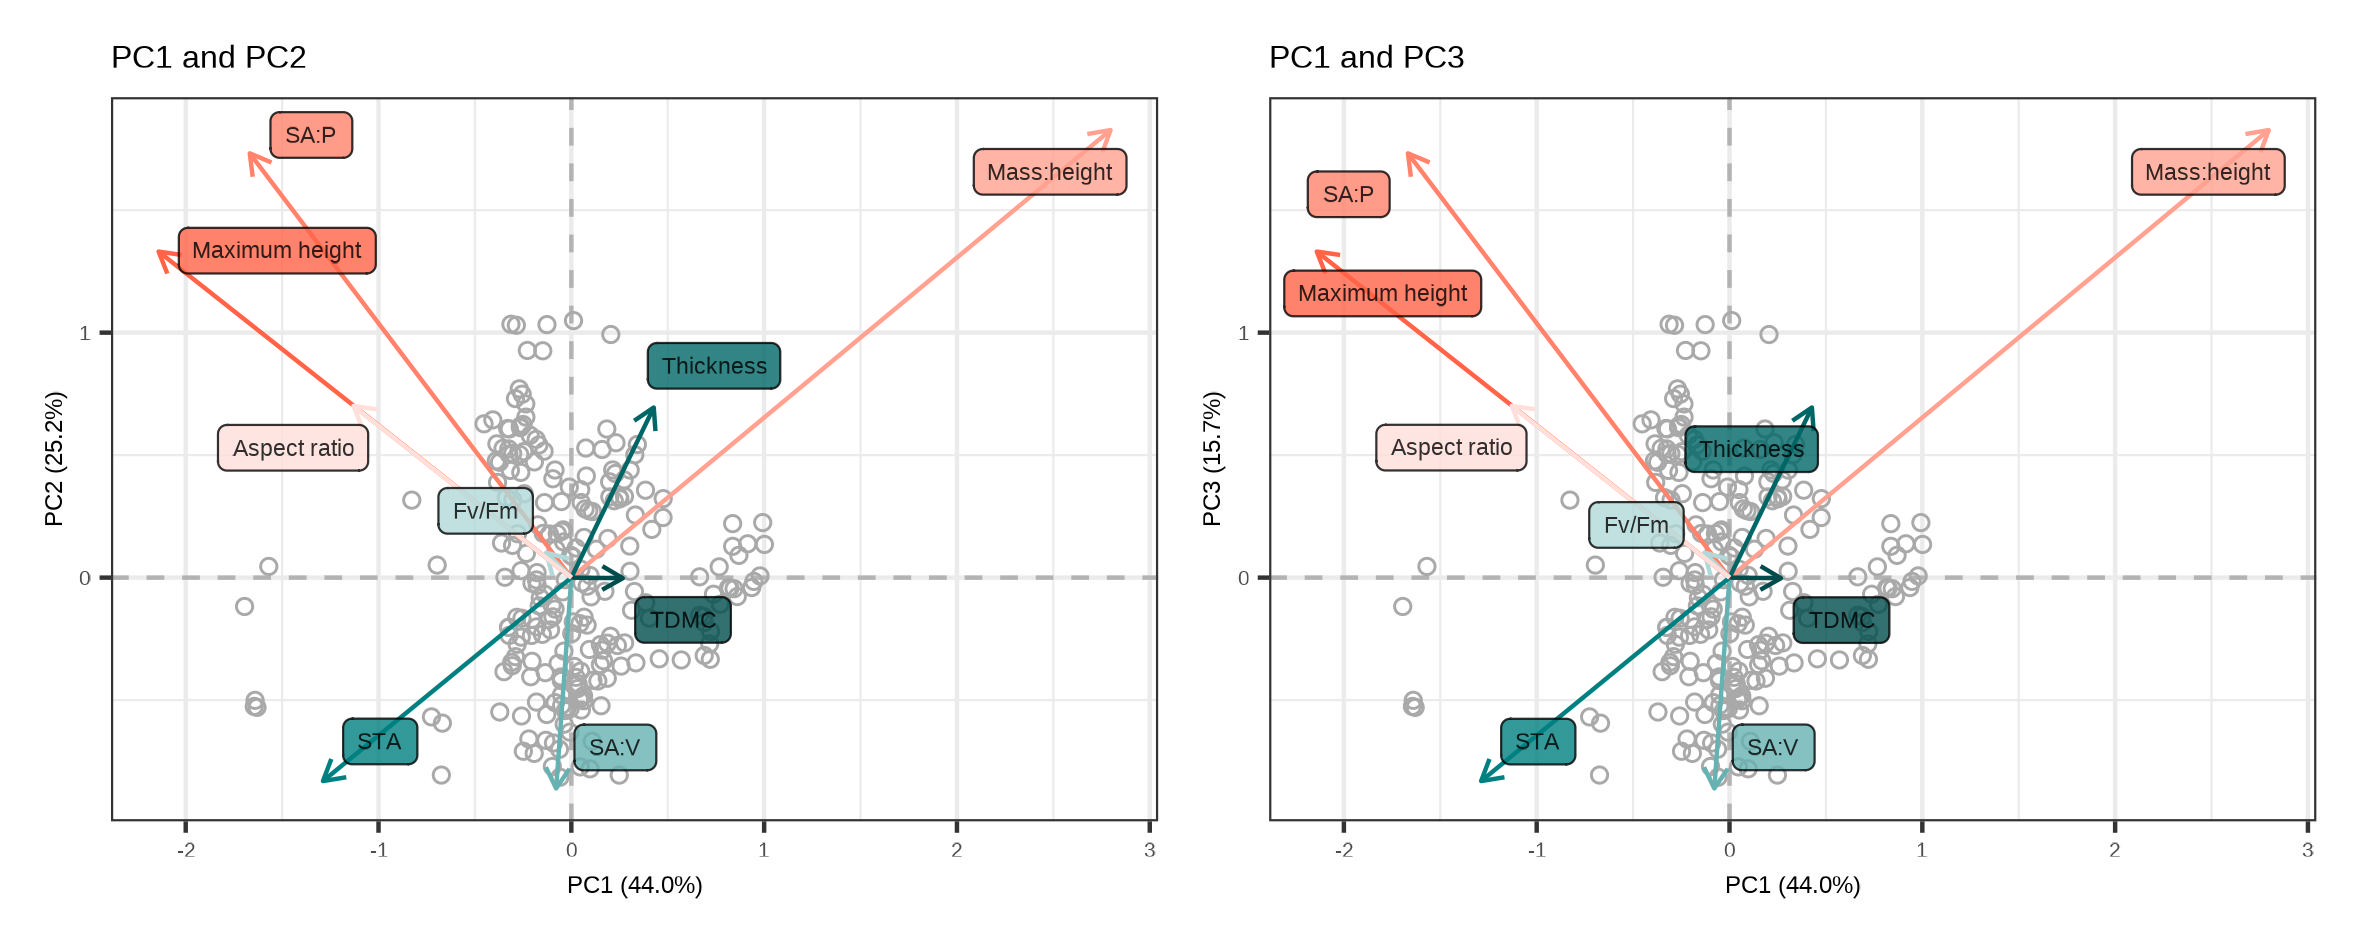 PC1 and PC2
SA:P
Mass:height
Maximum height
1
Thickness
Aspect ratio
Fv/Fm
0
TDMC
STA
SA:V
PC2 (25.2%)
-2
-1
0
1
2
3
PC1 (44.0%)
PC1 and PC3
Mass:height
SA:P
Maximum height
1
Thickness
Aspect ratio
Fv/Fm
0
TDMC
STA
SA:V
PC3 (15.7%)
-2
-1
0
1
2
3
PC1 (44.0%)